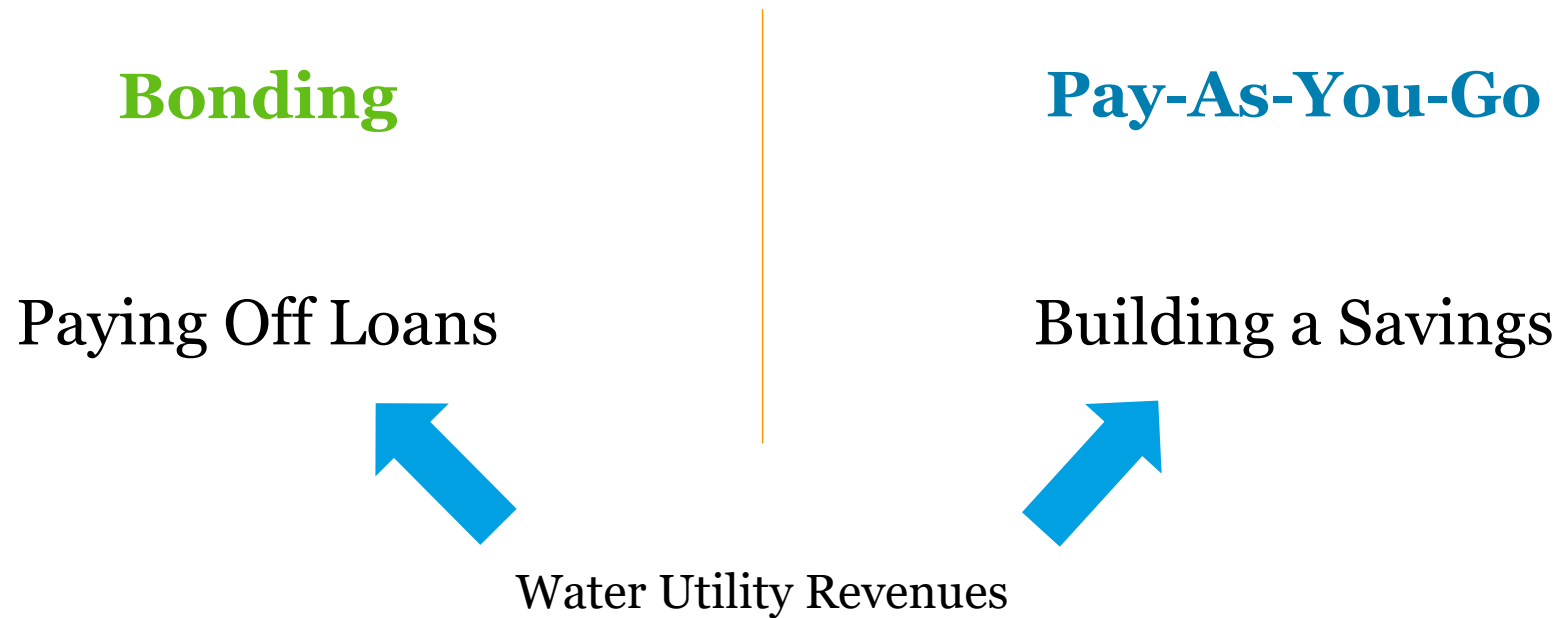 Bonding
Pay-As-You-Go
Paying Off Loans
Building a Savings
Water Utility Revenues